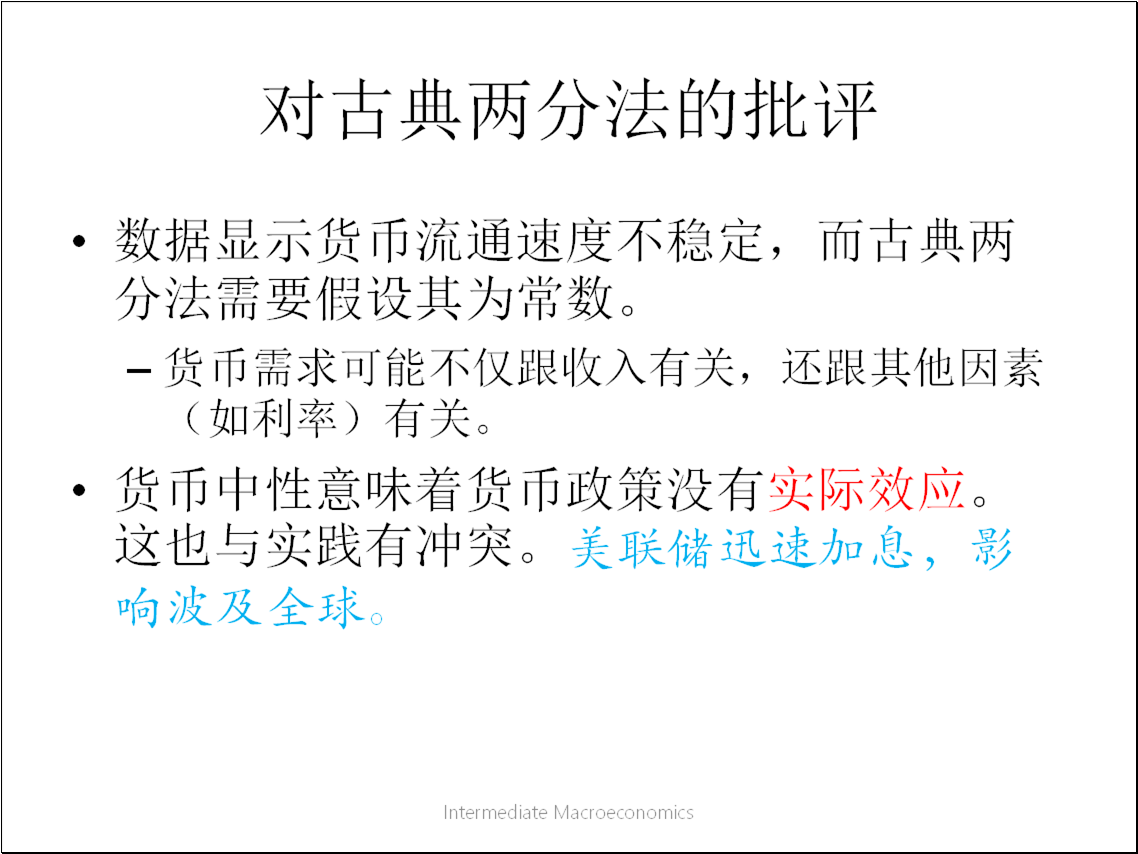 对古典两分法的批评
• 数据显示货币流通速度不稳定，而古典两
分法需要假设其为常数。
– 货币需求可能不仅跟收入有关，还跟其他因素
（如利率）有关。
• 货币中性意味着货币政策没有实际效应。
这也与实践有冲突。美联储迅速加息，影
响波及全球。
Intermediate Macroeconomics